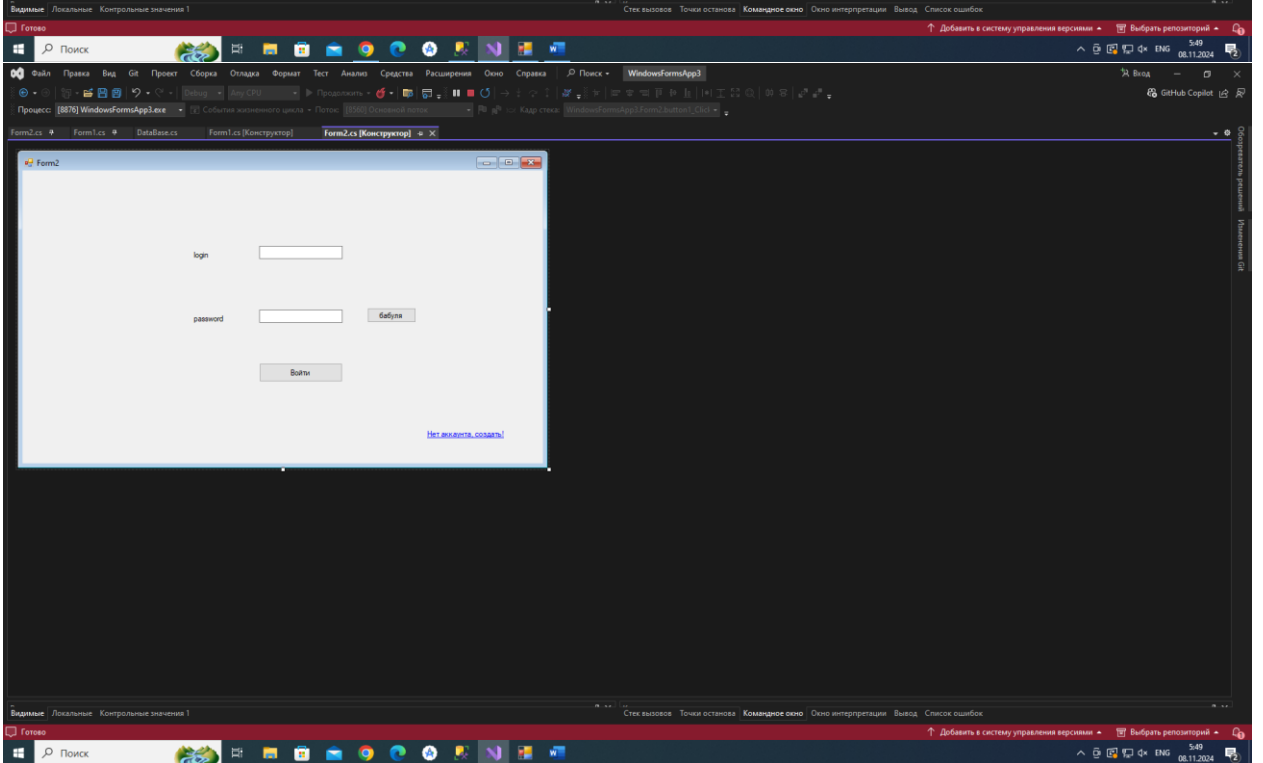 Видимые Локальные Контрольные значения 1 Стек вызовов Точки останова Командное окно Окно интерпретации Вывод Список ошибок
Готово Добавить в систему управления версиями Выбрать репозиторий
Поиск ENG 5:49
08.11.2024
Файл Правка Вид Git Проект Сборка Отладка Формат Тест Анализ Средства Расширения Окно Справка Поиск WindowsFormsApp3 Вход
Debug Any CPU Продолжить GitHub Copilot
Процесс: [8876] WindowsFormsApp3.exe События жизненного цикла Поток: [8560] Основной поток Кадр стека: WindowsFormsApp3.Form2.button1_Click
Form2.cs Form1.cs DataBase.cs Form1.cs [Конструктор] Form2.cs [Конструктор]
Обозреватель решений
Изменения Git
Form2
login
password бабуля
Войти
Нет аккаунта, создать!
Видимые Локальные Контрольные значения 1 Стек вызовов Точки останова Командное окно Окно интерпретации Вывод Список ошибок
Готово Добавить в систему управления версиями Выбрать репозиторий
Поиск ENG 5:49
08.11.2024